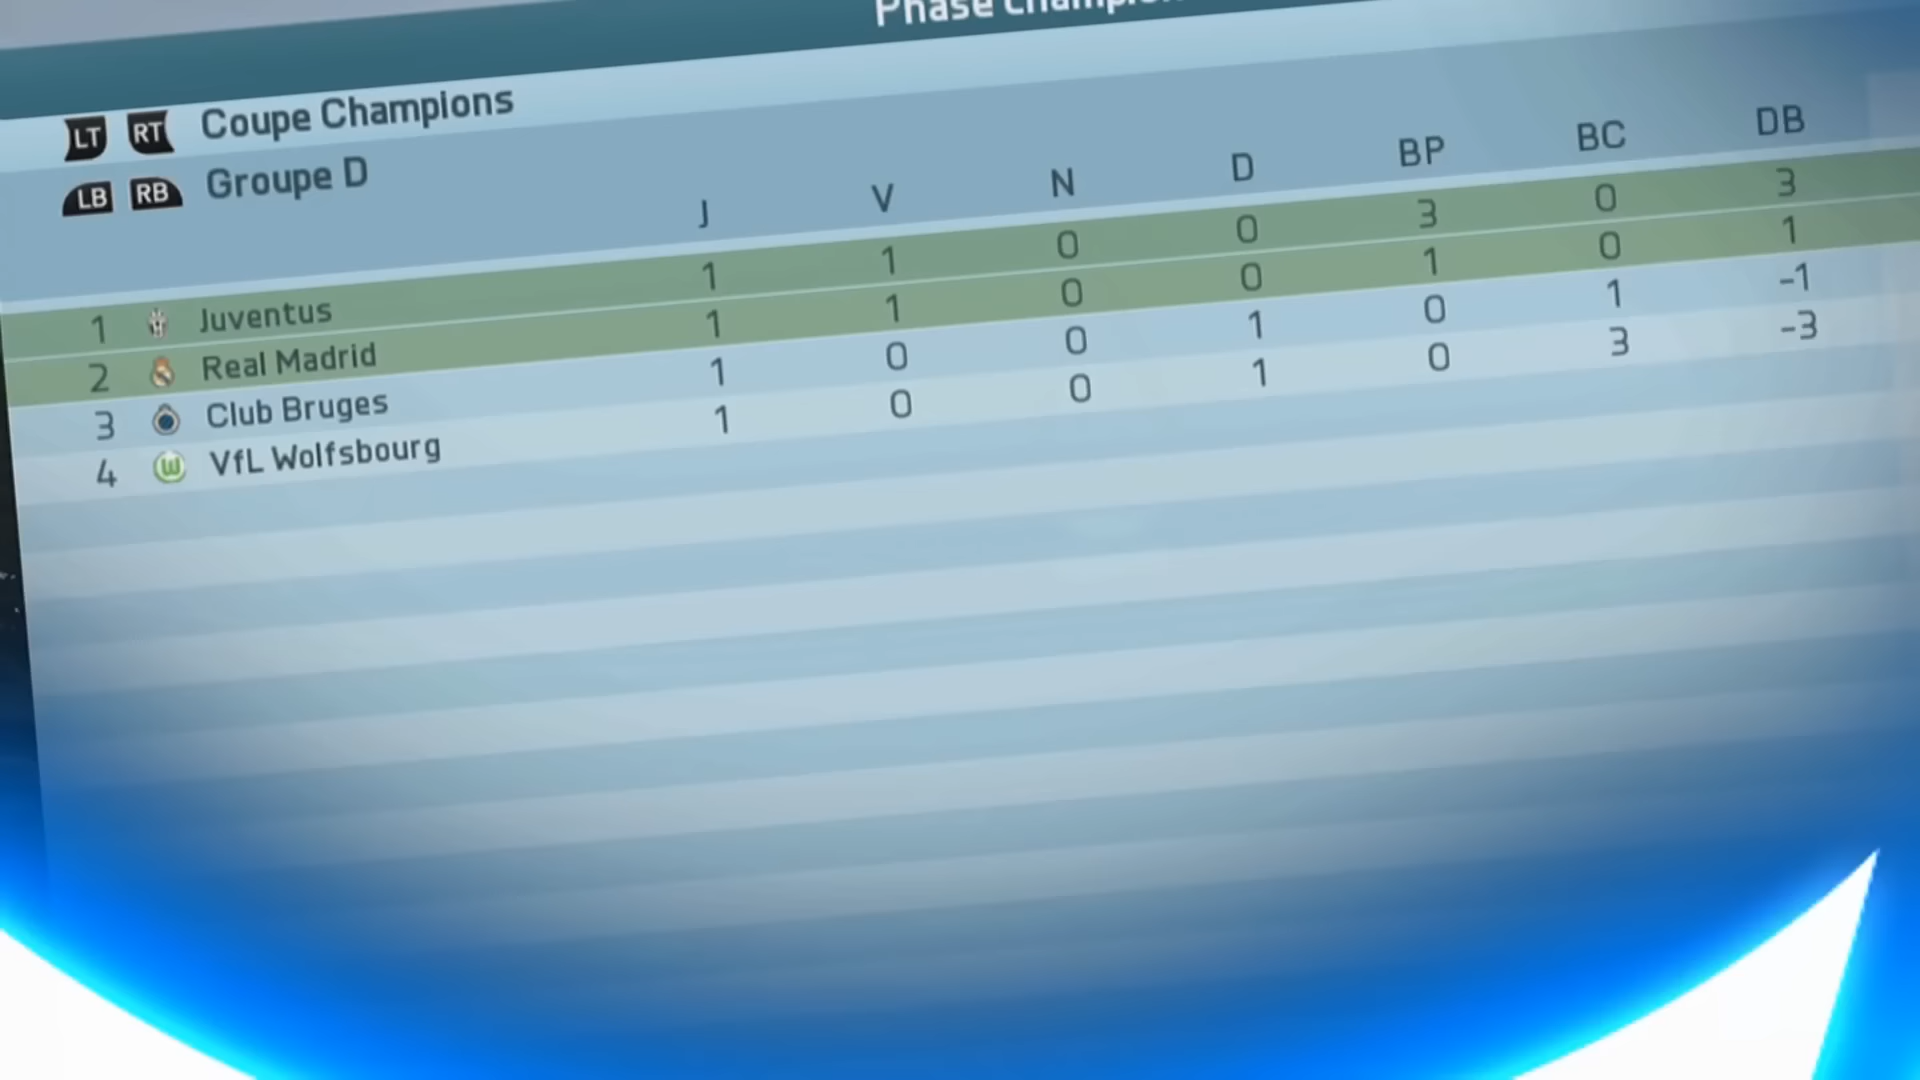 Phase
LT RT Coupe Champions
LB RB Groupe D
J V N D BP BC DB
1 Juventus 1 1 0 0 3 0 3
2 Real Madrid 1 1 0 0 1 0 1
3 Club Bruges 1 0 0 1 0 1 -1
4 W VfL Wolfsbourg 1 0 0 1 0 3 -3